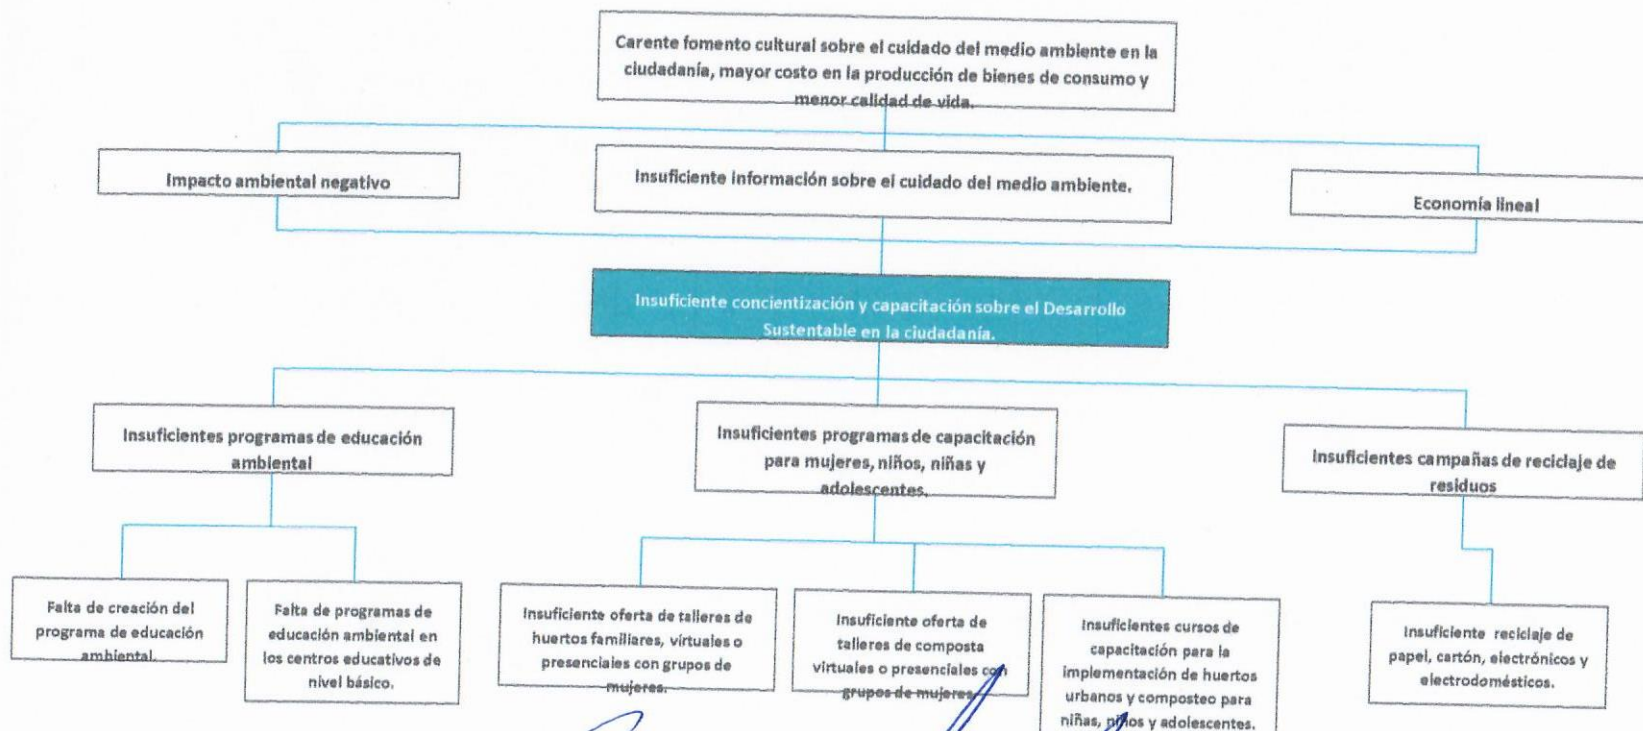 Carente fomento cultural sobre el cuidado del medio ambiente en la
ciudadanía, mayor costo en la producción de bienes de consumo y
menor calidad de vida.
Impacto ambiental negativo
Insuficiente información sobre el cuidado del medio ambiente.
Economía lineal
Insuficiente concientización y capacitación sobre el Desarrollo
Sustentable en la ciudadanía.
Insuficientes programas de educación
ambiental
Insuficientes programas de capacitación
para mujeres, niños, niñas y
adolescentes.
Insuficientes campañas de reciclaje de
residuos
Falta de creación del
programa de educación
ambiental.
Falta de programas de
educación ambiental en
los centros educativos de
nivel básico.
Insuficiente oferta de talleres de
huertos familiares, virtuales o
presenciales con grupos de
mujeres.
Insuficiente oferta de
talleres de composta
virtuales o presenciales con
grupos de mujeres.
Insuficientes cursos de
capacitación para la
implementación de huertos
urbanos y composteo para
niñas, niños y adolescentes.
Insuficiente reciclaje de
papel, cartón, electrónicos y
electrodomésticos.